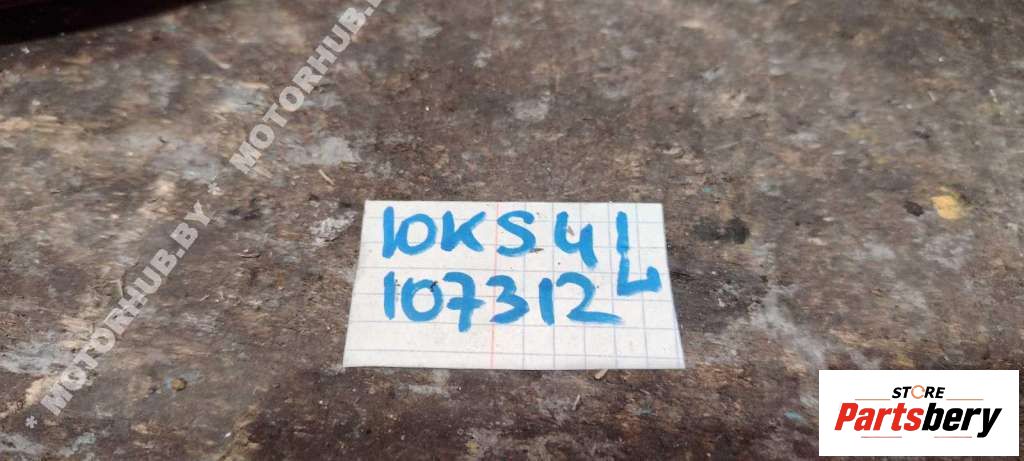 * MOTORHUB.BY * MOTORHUB.BY
10KS4L
107312
STORE
Partsbery